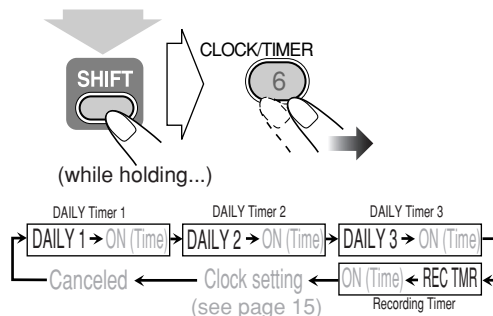 CLOCK/TIMER
SHIFT
6
(while holding...)
DAILY Timer 1
DAILY Timer 2
DAILY Timer 3
DAILY 1 → ON (Time) → DAILY 2 → ON (Time) → DAILY 3 → ON (Time)
Canceled ← Clock setting ← ON (Time) ← REC TMR
(see page 15)
Recording Timer